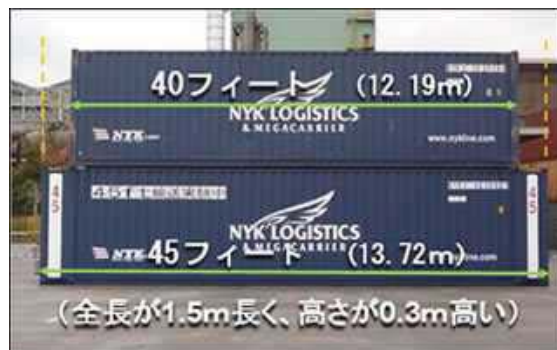 40フィート (12.19m)
NYK LOGISTICS
& MEGACARRIER
NYK
www.nykline.com
45
45
NYK LOGISTICS
& MEGACARRIER
NYK
45フィート (13.72m)
(全長が1.5m長く、高さが0.3m高い)